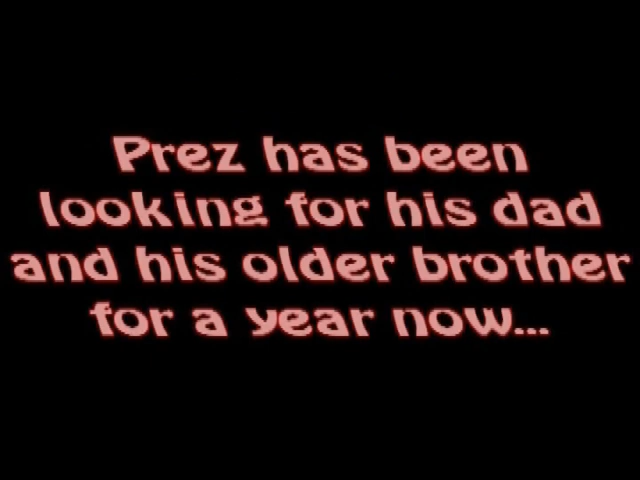 Prez has been
looking for his dad
and his older brother
for a year now...